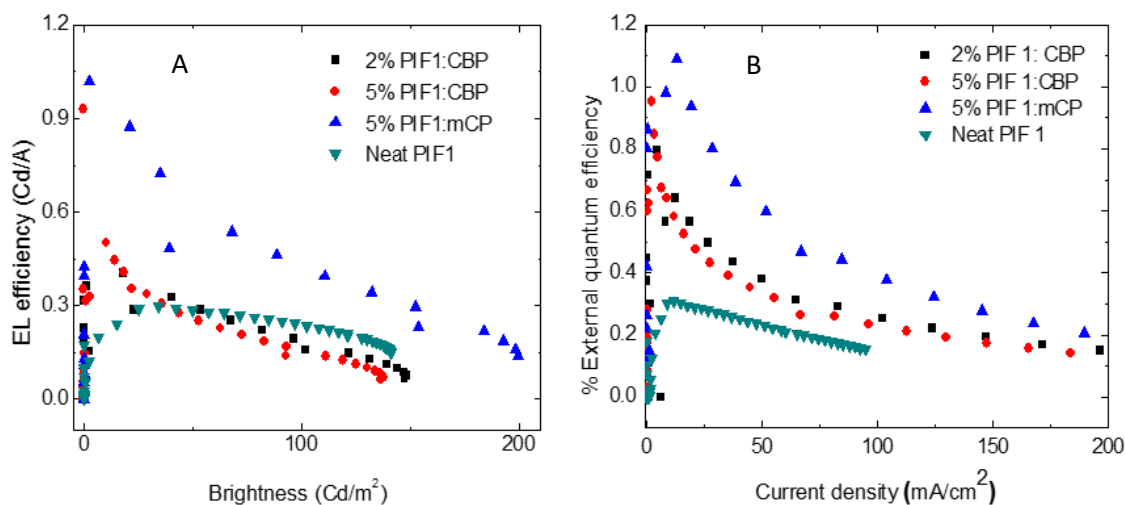 A
2% PIF1:CBP
5% PIF1:CBP
5% PIF1:mCP
Neat PIF1
EL efficiency (Cd/A)
1.2
0.9
0.6
0.3
0.0
0
100
200
Brightness (Cd/m²)
B
2% PIF 1: CBP
5% PIF 1:CBP
5% PIF 1:mCP
Neat PIF 1
% External quantum efficiency
1.2
1.0
0.8
0.6
0.4
0.2
0.0
0
50
100
150
200
Current density (mA/cm²)